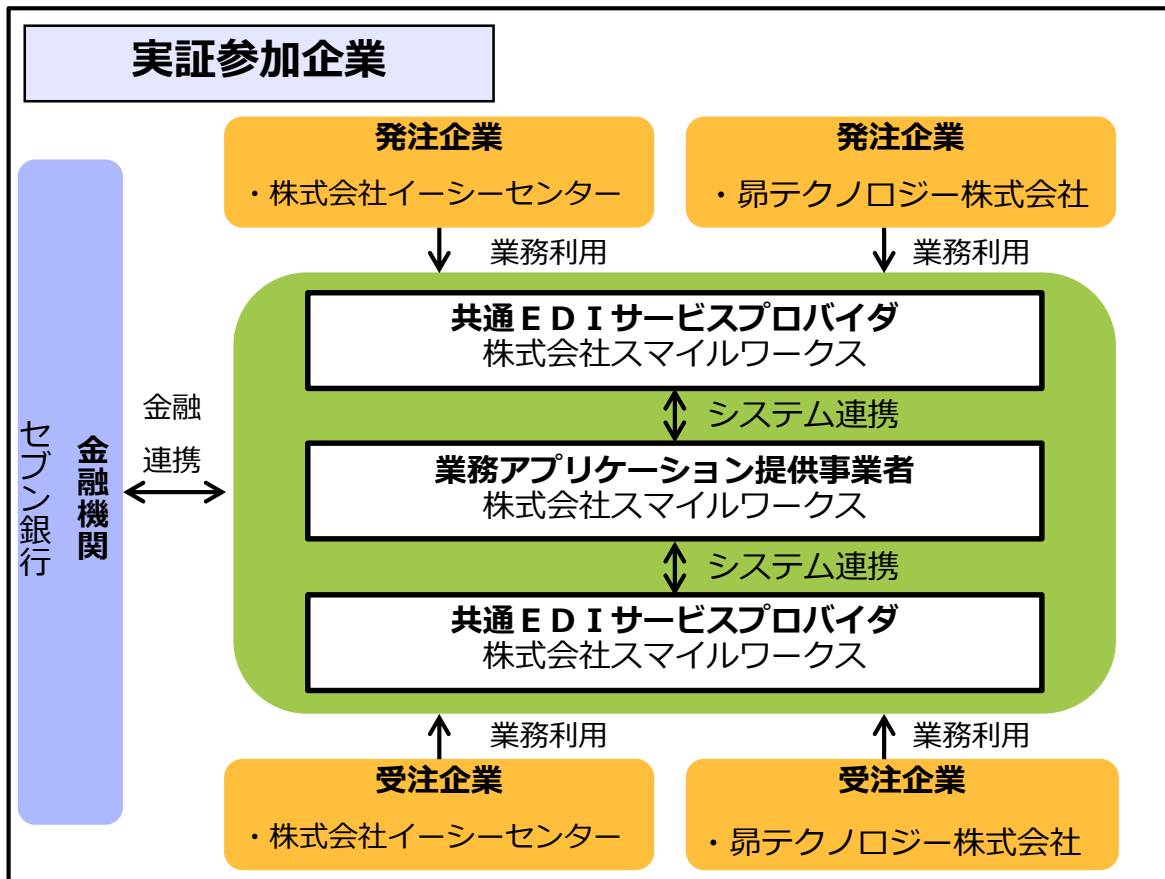 実証参加企業
発注企業
・株式会社イーシーセンター
発注企業
・昴テクノロジー株式会社
業務利用
業務利用
共通ＥＤＩサービスプロバイダ
株式会社スマイルワークス
システム連携
金融
連携
金融機関
セブン銀行
業務アプリケーション提供事業者
株式会社スマイルワークス
システム連携
共通ＥＤＩサービスプロバイダ
株式会社スマイルワークス
業務利用
業務利用
受注企業
・株式会社イーシーセンター
受注企業
・昴テクノロジー株式会社